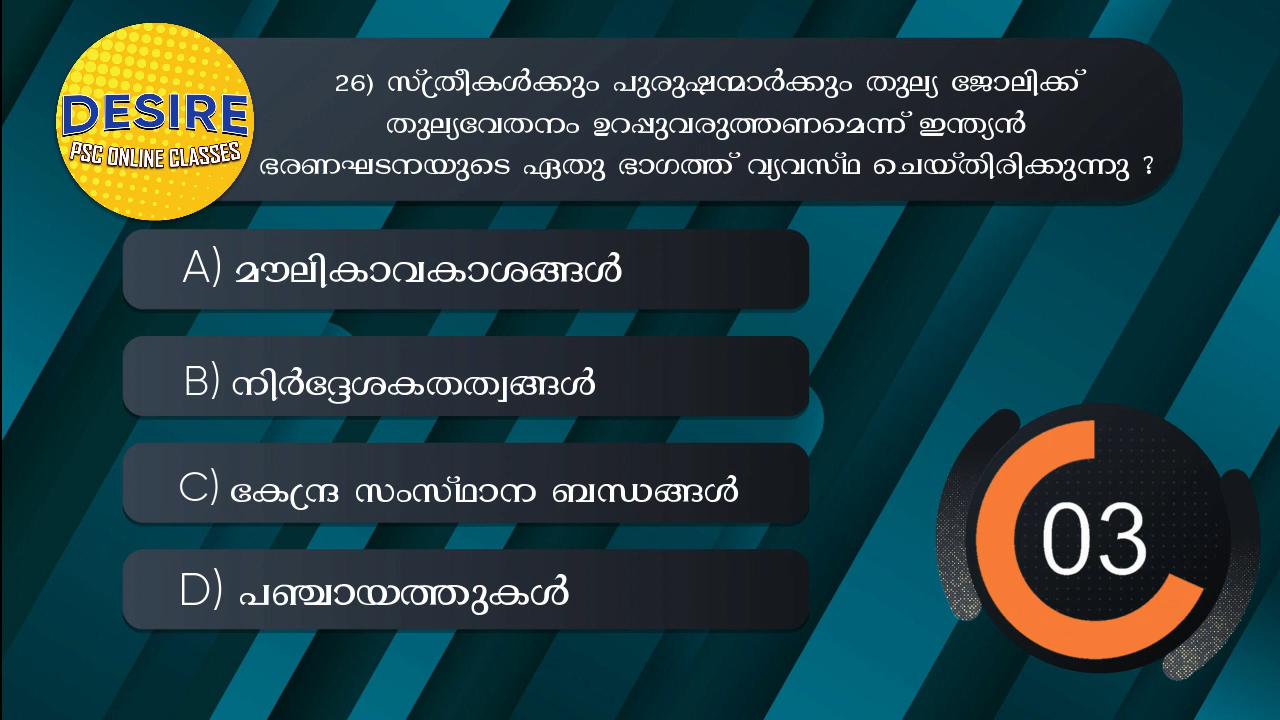 DESIRE
PSC ONLINE CLASSES
26) സ്ത്രീകൾക്കും പുരുഷന്മാർക്കും തുല്യ ജോലിക്ക്
തുല്യവേതനം ഉറപ്പുവരുത്തണമെന്ന് ഇന്ത്യൻ
ഭരണഘടനയുടെ ഏതു ഭാഗത്ത് വ്യവസ്ഥ ചെയ്തിരിക്കുന്നു ?
A) മൗലികാവകാശങ്ങൾ
B) നിർദ്ദേശകതത്വങ്ങൾ
C) കേന്ദ്ര സംസ്ഥാന ബന്ധങ്ങൾ
D) പഞ്ചായത്തുകൾ
03